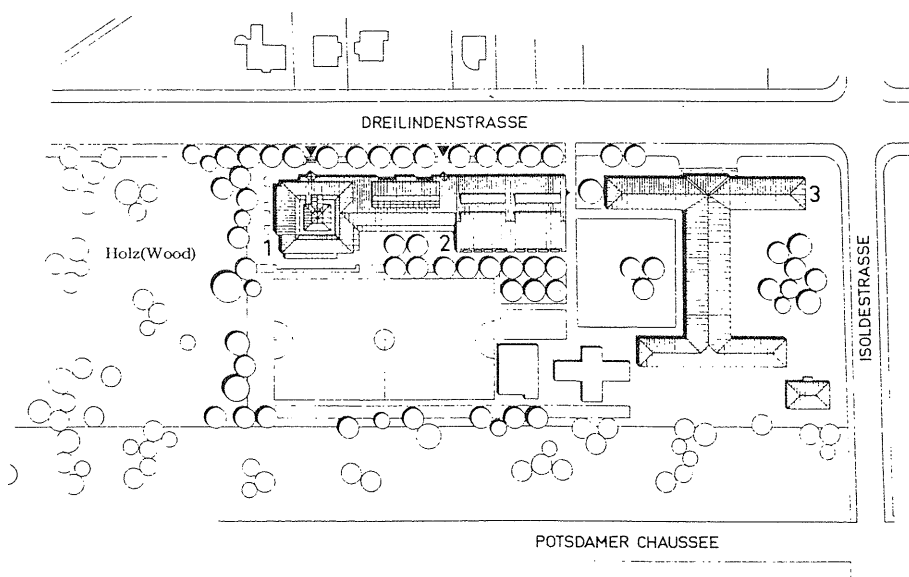 DREILINDENSTRASSE
Holz(Wood)
1
2
3
ISOLDESTRASSE
POTSDAMER CHAUSSEE